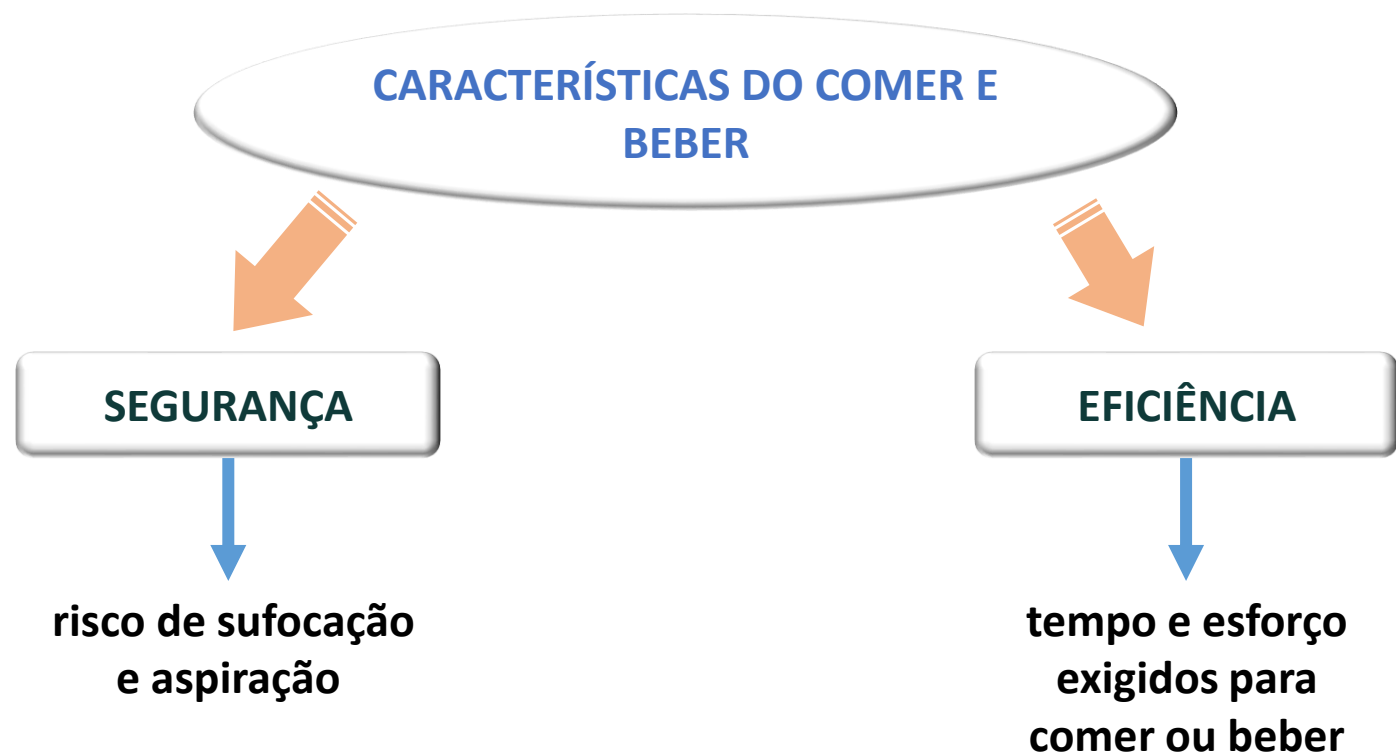 CARACTERÍSTICAS DO COMER E
BEBER
SEGURANÇA
risco de sufocação
e aspiração
EFICIÊNCIA
tempo e esforço
exigidos para
comer ou beber